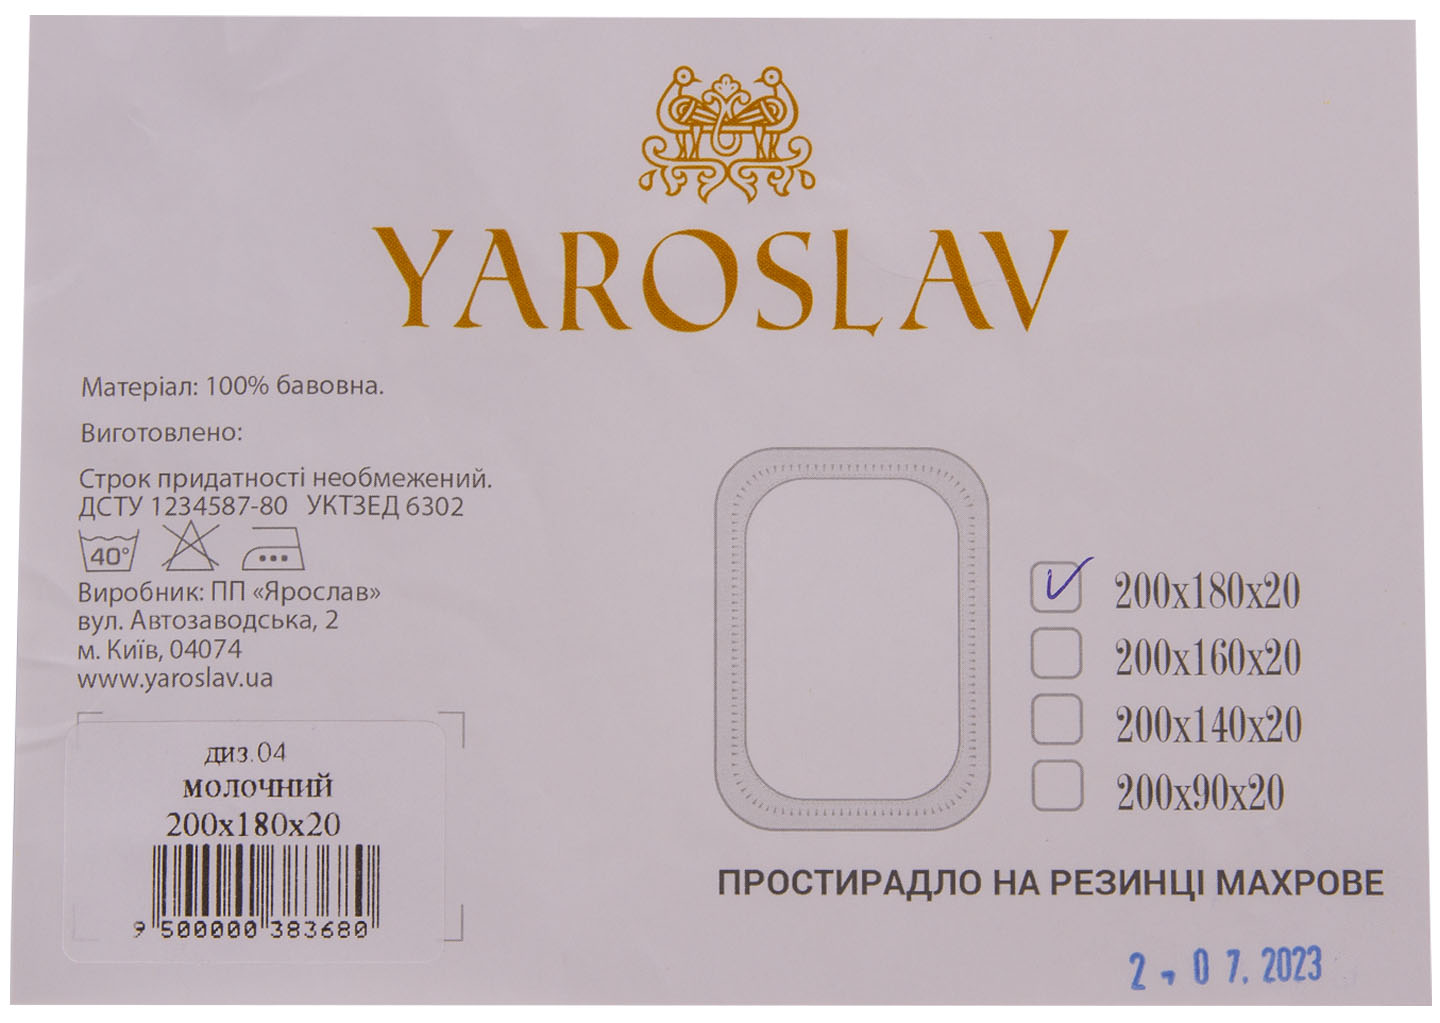 YAROSLAV
Матеріал: 100% бавовна.
Виготовлено:
Строк придатності необмежений.
ДСТУ 1234587-80 УКТЗЕД 6302
40°
Виробник: ПП «Ярослав»
вул. Автозаводська, 2
м. Київ, 04074
www.yaroslav.ua
диз.04
молочний
200х180х20
9 500000 383680
200x180x20
200x160x20
200x140x20
200x90x20
ПРОСТИРАДЛО НА РЕЗИНЦІ МАХРОВЕ
07.2023